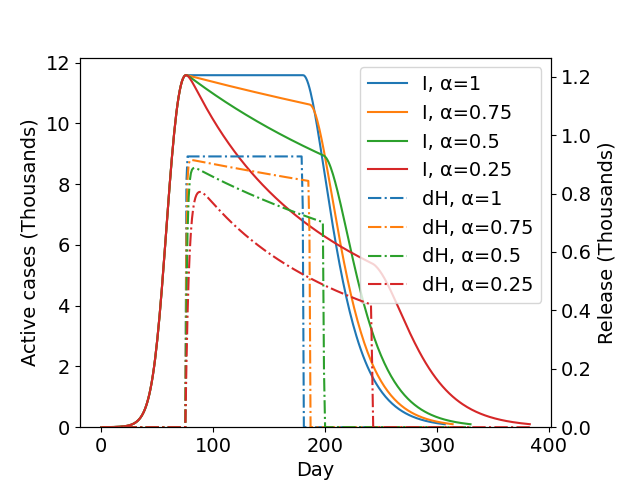 12
10
8
6
4
2
0
Active cases (Thousands)
0
100
200
300
400
Day
1.2
1.0
0.8
0.6
0.4
0.2
0.0
Release (Thousands)
I, α=1
I, α=0.75
I, α=0.5
I, α=0.25
dH, α=1
dH, α=0.75
dH, α=0.5
dH, α=0.25